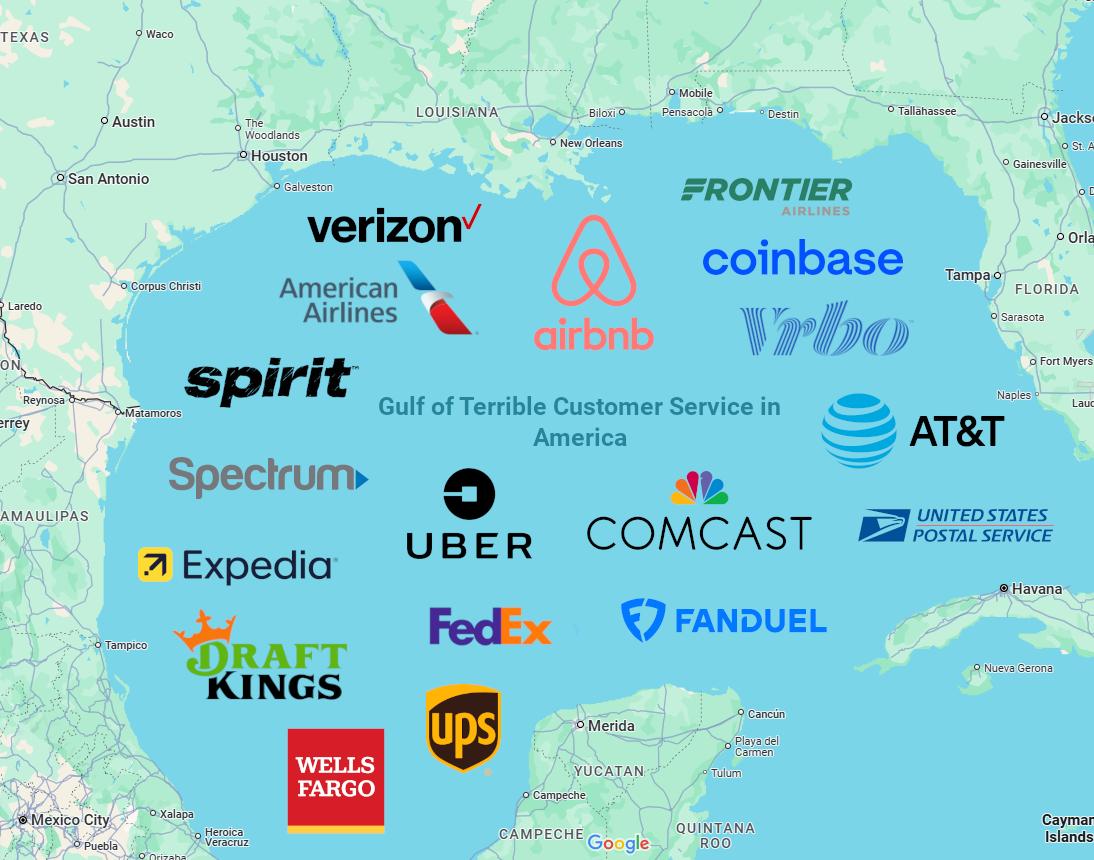 TEXAS
Waco
LOUISIANA
Mobile
Biloxi
Pensacola
Destin
Tallahassee
Jacks
Austin
The
Woodlands
Houston
New Orleans
St. A
Gainesville
San Antonio
Galveston
FRONTIER
AIRLINES
verizon
coinbase
Orla
Tampa
FLORIDA
Corpus Christi
American
Airlines
airbnb
Vrbo
Sarasota
Laredo
ON
spirit
Fort Myers
Reynosa
Matamoros
Naples
Laud
errey
Gulf of Terrible Customer Service in
America
AT&T
Spectrum
AMAULIPAS
UBER
COMCAST
UNITED STATES
POSTAL SERVICE
Expedia
Havana
FedEx
FANDUEL
Tampico
DRAFT
KINGS
Nueva Gerona
ups
Merida
Cancún
Playa del
Carmen
WELLS
FARGO
YUCATAN
Tulum
Campeche
Mexico City
Xalapa
Heroica
Veracruz
CAMPECHE
Google
QUINTANA
ROO
Cayman
Islands
Puebla
Orizaba